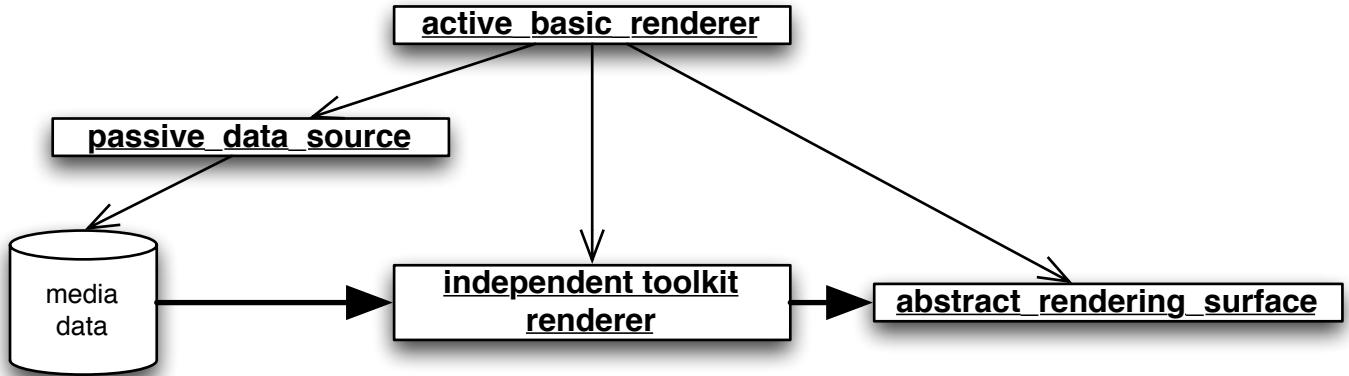 active_basic_renderer
passive_data_source
media
data
independent toolkit
renderer
abstract_rendering_surface